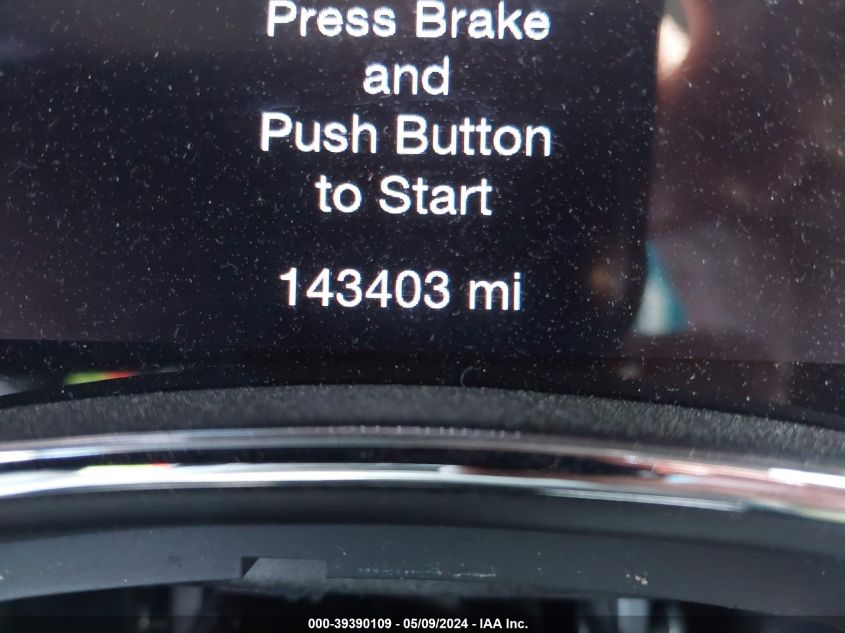 Press Brake
and
Push Button
to Start
143403 mi
000-39390109 - 05/09/2024 - IAA Inc.